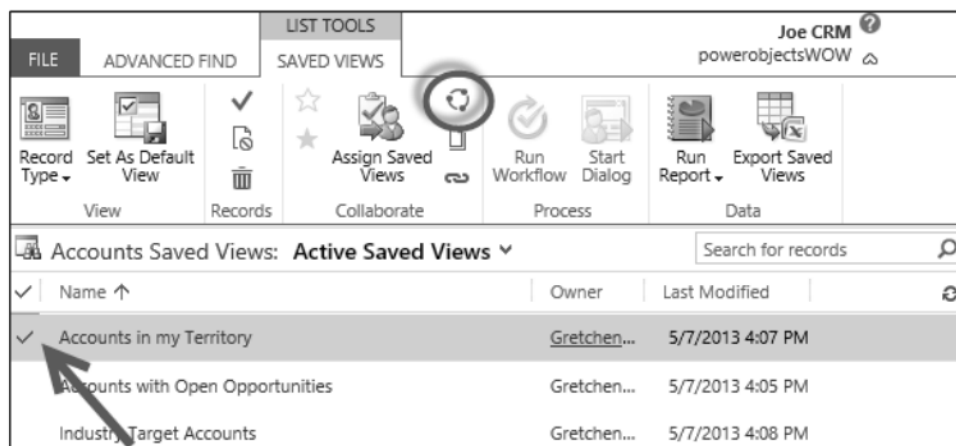 LIST TOOLS
Joe CRM
FILE ADVANCED FIND SAVED VIEWS
powerobjectsWOW
Record Type
Set As Default View
Assign Saved Views
Run Workflow
Start Dialog
Run Report
Export Saved Views
View Records Collaborate Process Data
Accounts Saved Views: Active Saved Views
Search for records
Name Owner Last Modified
Accounts in my Territory Gretchen... 5/7/2013 4:07 PM
Accounts with Open Opportunities Gretchen... 5/7/2013 4:05 PM
Industry Target Accounts Gretchen... 5/7/2013 4:08 PM